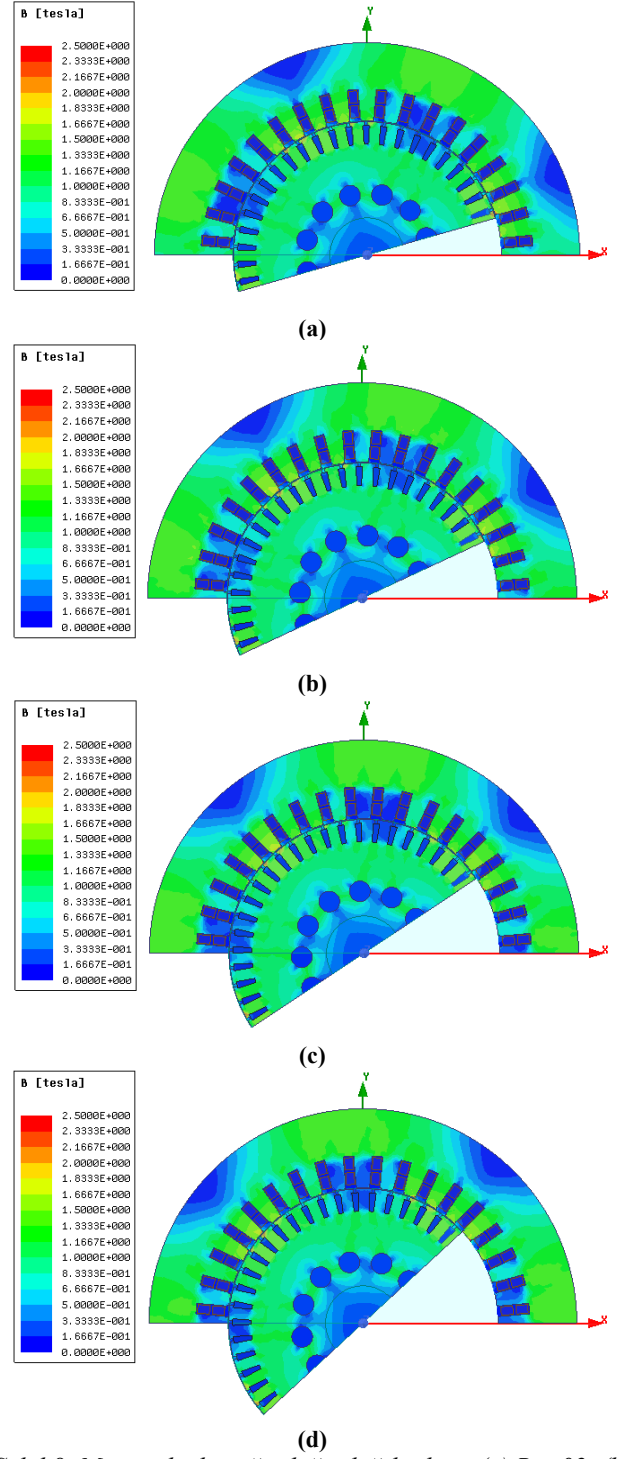 B [tesla]
2.5000E+000
2.3333E+000
2.1667E+000
2.0000E+000
1.8333E+000
1.6667E+000
1.5000E+000
1.3333E+000
1.1667E+000
1.0000E+000
8.3333E-001
6.6667E-001
5.0000E-001
3.3333E-001
1.6667E-001
0.0000E+000
Y
X
(a)
B [tesla]
2.5000E+000
2.3333E+000
2.1667E+000
2.0000E+000
1.8333E+000
1.6667E+000
1.5000E+000
1.3333E+000
1.1667E+000
1.0000E+000
8.3333E-001
6.6667E-001
5.0000E-001
3.3333E-001
1.6667E-001
0.0000E+000
Y
X
(b)
B [tesla]
2.5000E+000
2.3333E+000
2.1667E+000
2.0000E+000
1.8333E+000
1.6667E+000
1.5000E+000
1.3333E+000
1.1667E+000
1.0000E+000
8.3333E-001
6.6667E-001
5.0000E-001
3.3333E-001
1.6667E-001
0.0000E+000
Y
X
(c)
B [tesla]
2.5000E+000
2.3333E+000
2.1667E+000
2.0000E+000
1.8333E+000
1.6667E+000
1.5000E+000
1.3333E+000
1.1667E+000
1.0000E+000
8.3333E-001
6.6667E-001
5.0000E-001
3.3333E-001
1.6667E-001
0.0000E+000
Y
X
(d)